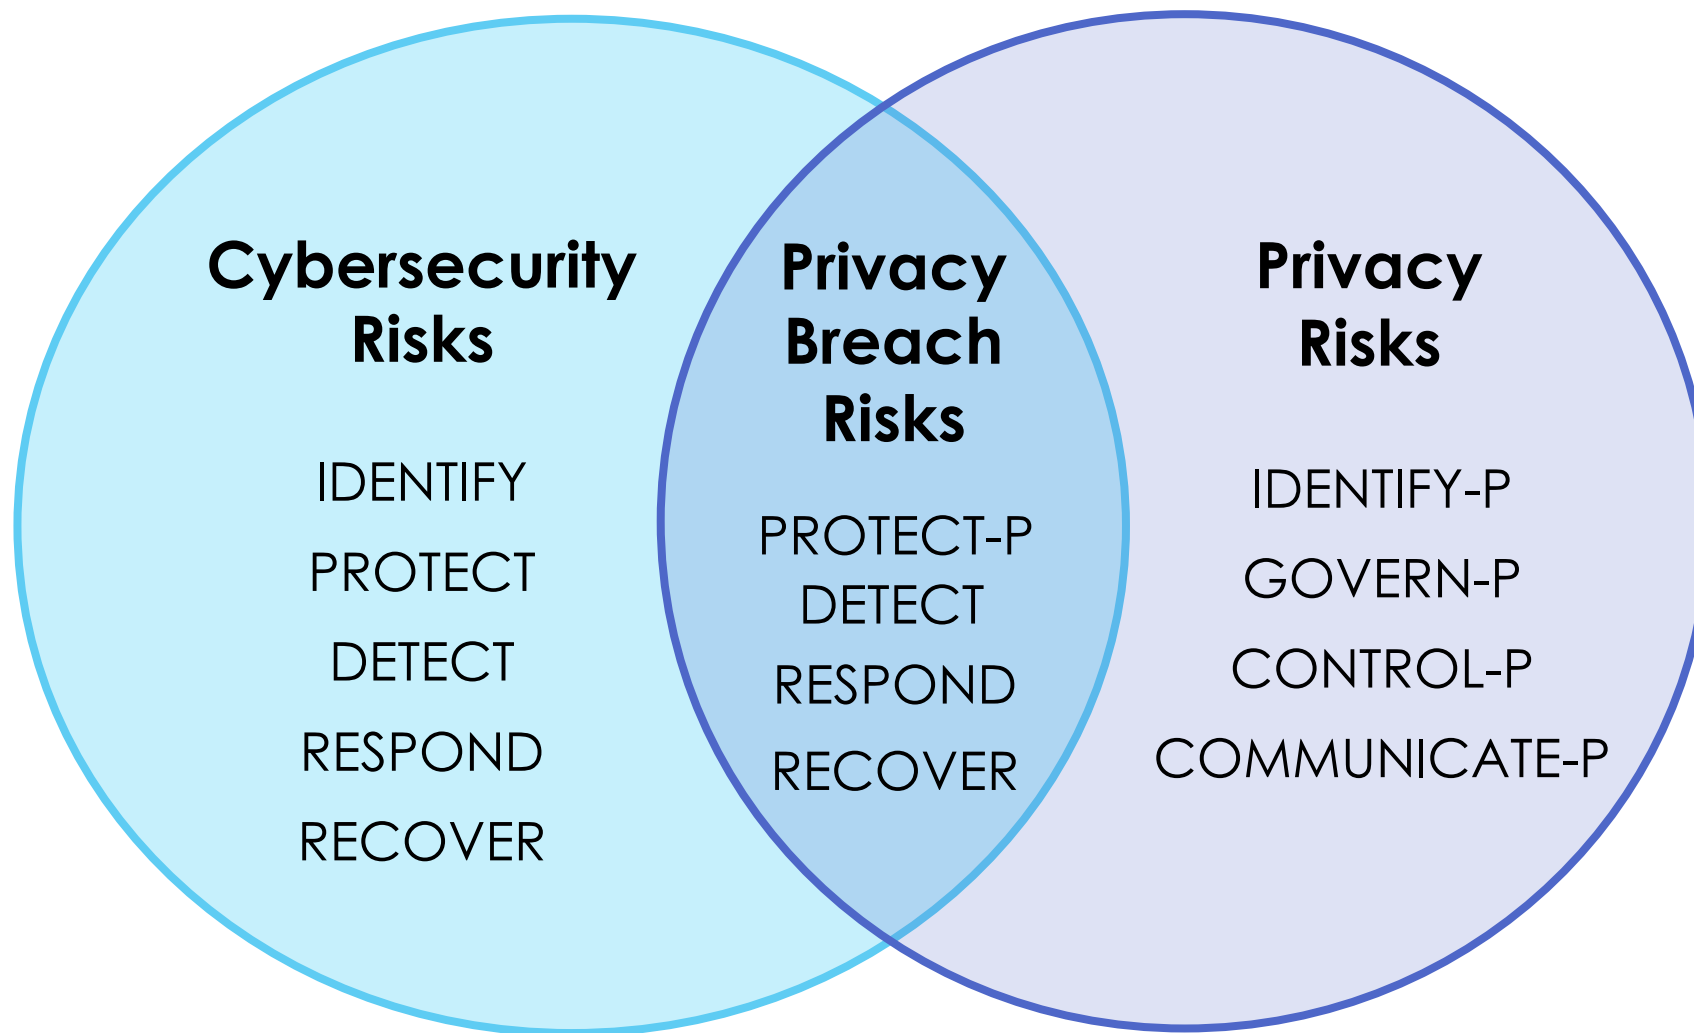 Cybersecurity
Risks
IDENTIFY
PROTECT
DETECT
RESPOND
RECOVER
Privacy
Breach
Risks
PROTECT-P
DETECT
RESPOND
RECOVER
Privacy
Risks
IDENTIFY-P
GOVERN-P
CONTROL-P
COMMUNICATE-P